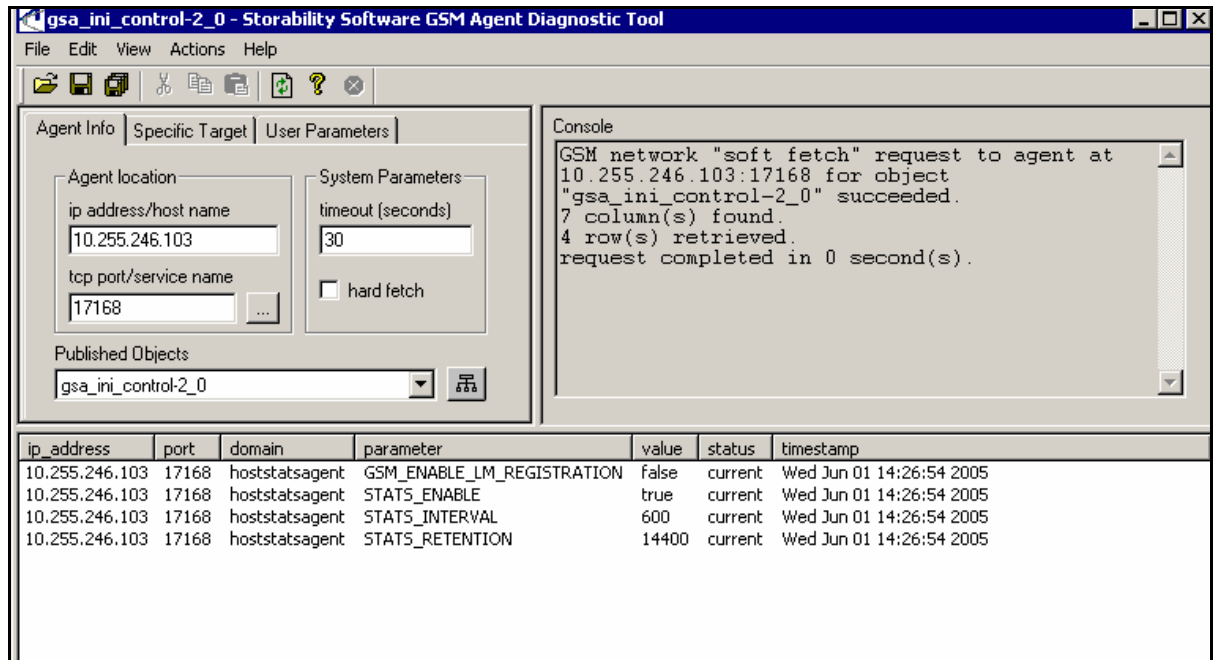 gsa_ini_control-2_0 - Storability Software GSM Agent Diagnostic Tool
File Edit View Actions Help
Agent Info Specific Target User Parameters
Agent location
ip address/host name
10.255.246.103
tcp port/service name
17168 ...
System Parameters
timeout (seconds)
30
hard fetch
Published Objects
gsa_ini_control-2_0
Console
GSM network "soft fetch" request to agent at
10.255.246.103:17168 for object
"gsa_ini_control-2_0" succeeded.
7 column(s) found.
4 row(s) retrieved.
request completed in 0 second(s).
ip_address port domain parameter value status timestamp
10.255.246.103 17168 hoststatsagent GSM_ENABLE_LM_REGISTRATION false current Wed Jun 01 14:26:54 2005
10.255.246.103 17168 hoststatsagent STATS_ENABLE true current Wed Jun 01 14:26:54 2005
10.255.246.103 17168 hoststatsagent STATS_INTERVAL 600 current Wed Jun 01 14:26:54 2005
10.255.246.103 17168 hoststatsagent STATS_RETENTION 14400 current Wed Jun 01 14:26:54 2005